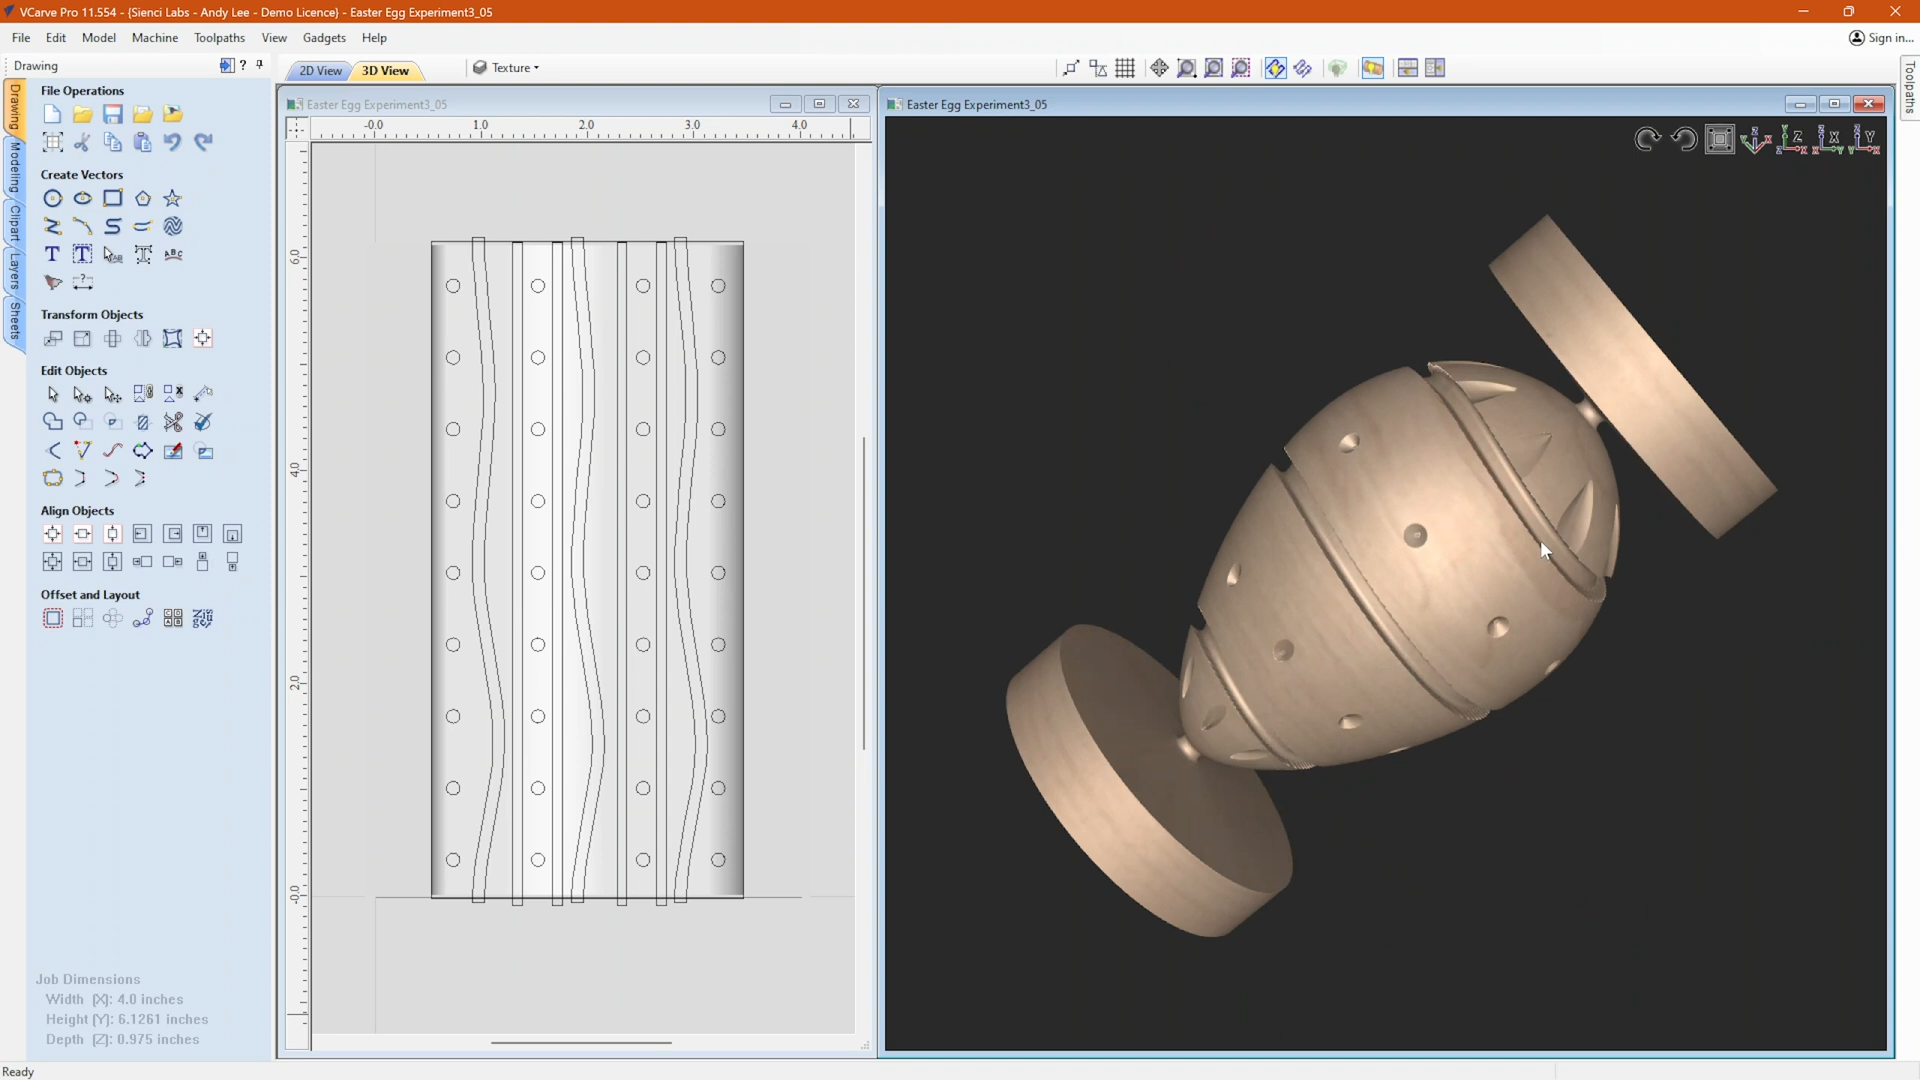 VCarve Pro 11.554 - {Sienci Labs - Andy Lee - Demo Licence} - Easter Egg Experiment3_05
File Edit Model Machine Toolpaths View Gadgets Help
Sign in...
Drawing
2D View 3D View
Texture
Toolpaths
Drawing
Modeling
Clipart
Layers
Sheets
File Operations
Create Vectors
Transform Objects
Edit Objects
Align Objects
Offset and Layout
Job Dimensions
Width (X): 4.0 inches
Height (Y): 6.1261 inches
Depth (Z): 0.975 inches
Ready
Easter Egg Experiment3_05
-0.0 1.0 2.0 3.0 4.0
6.0
4.0
2.0
-0.0
Easter Egg Experiment3_05